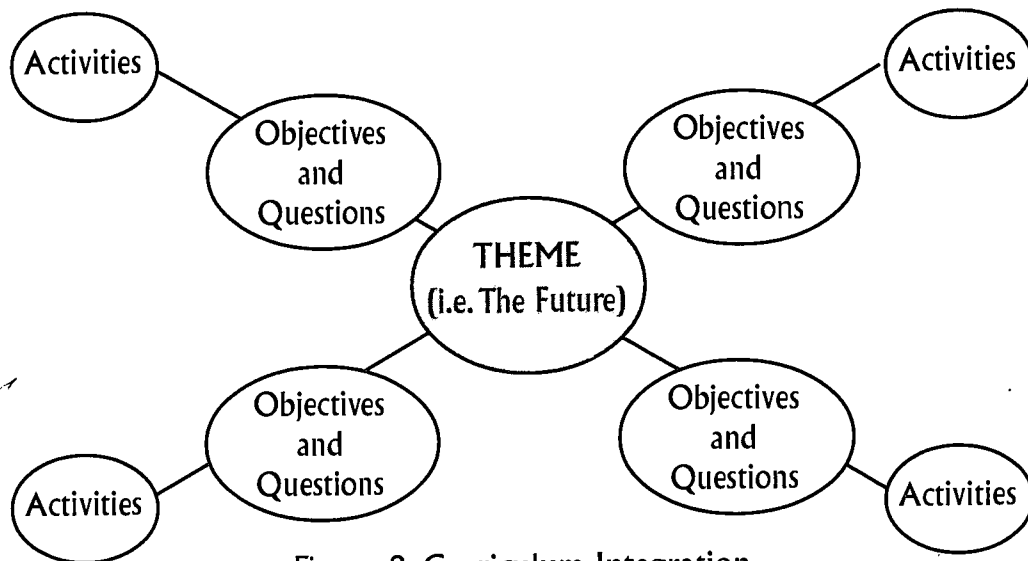 Activities
Activities
Objectives
and
Questions
Objectives
and
Questions
THEME
(i.e. The Future)
Objectives
and
Questions
Objectives
and
Questions
Activities
Activities
Curriculum Integration